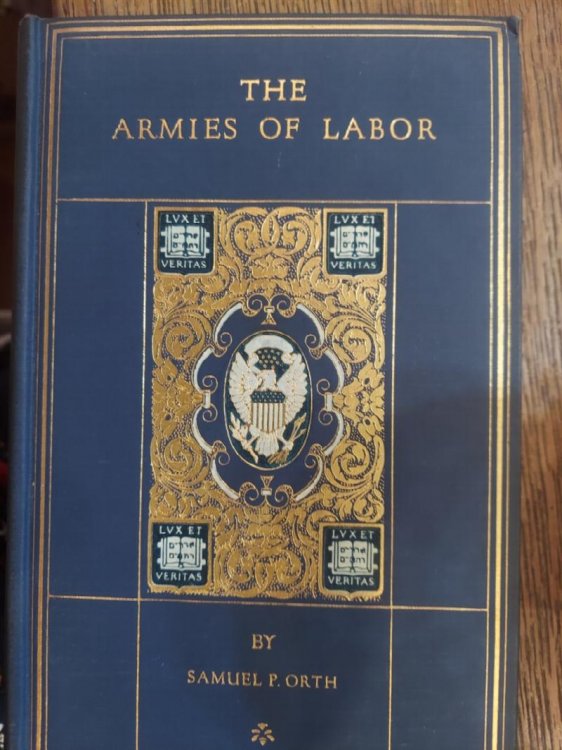 THE
ARMIES OF LABOR
LVX ET
VERITAS
LVX ET
VERITAS
LVX ET
VERITAS
LVX ET
VERITAS
BY
SAMUEL P. ORTH